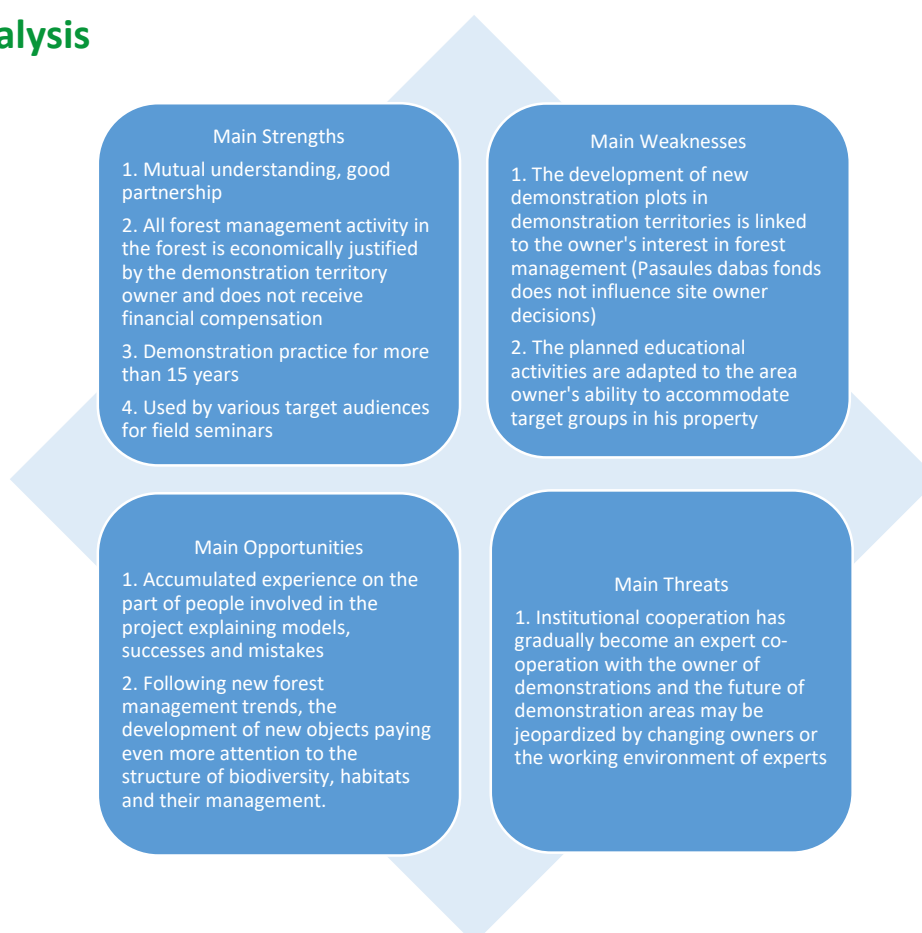 alysis
Main Strengths
1. Mutual understanding, good
partnership
2. All forest management activity in
the forest is economically justified
by the demonstration territory
owner and does not receive
financial compensation
3. Demonstration practice for more
than 15 years
4. Used by various target audiences
for field seminars
Main Weaknesses
1. The development of new
demonstration plots in
demonstration territories is linked
to the owner's interest in forest
management (Pasaules dabas fonds
does not influence site owner
decisions)
2. The planned educational
activities are adapted to the area
owner's ability to accommodate
target groups in his property
Main Opportunities
1. Accumulated experience on the
part of people involved in the
project explaining models,
successes and mistakes
2. Following new forest
management trends, the
development of new objects paying
even more attention to the
structure of biodiversity, habitats
and their management.
Main Threats
1. Institutional cooperation has
gradually become an expert co-
operation with the owner of
demonstrations and the future of
demonstration areas may be
jeopardized by changing owners or
the working environment of experts